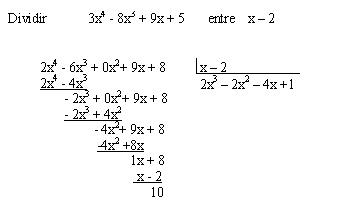 Dividir 3x⁴ - 8x³ + 9x + 5 entre x – 2
2x⁴ - 6x³ + 0x² + 9x + 8 x – 2
2x⁴ - 4x³ 2x³ – 2x² – 4x + 1
- 2x³ + 0x² + 9x + 8
- 2x³ + 4x²
- 4x² + 9x + 8
-4x² +8x
1x + 8
x - 2
10